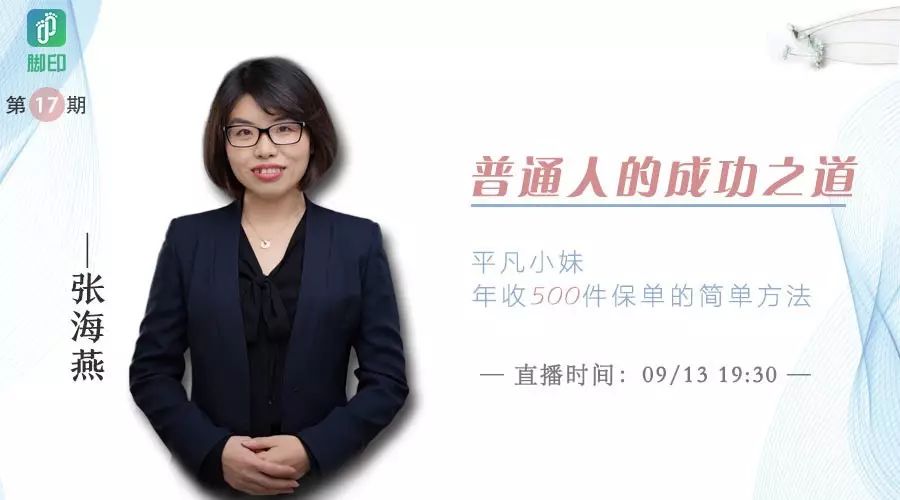 脚印
第17期
—张海燕
普通人的成功之道
平凡小妹
年收500件保单的简单方法
— 直播时间：09/13 19:30 —